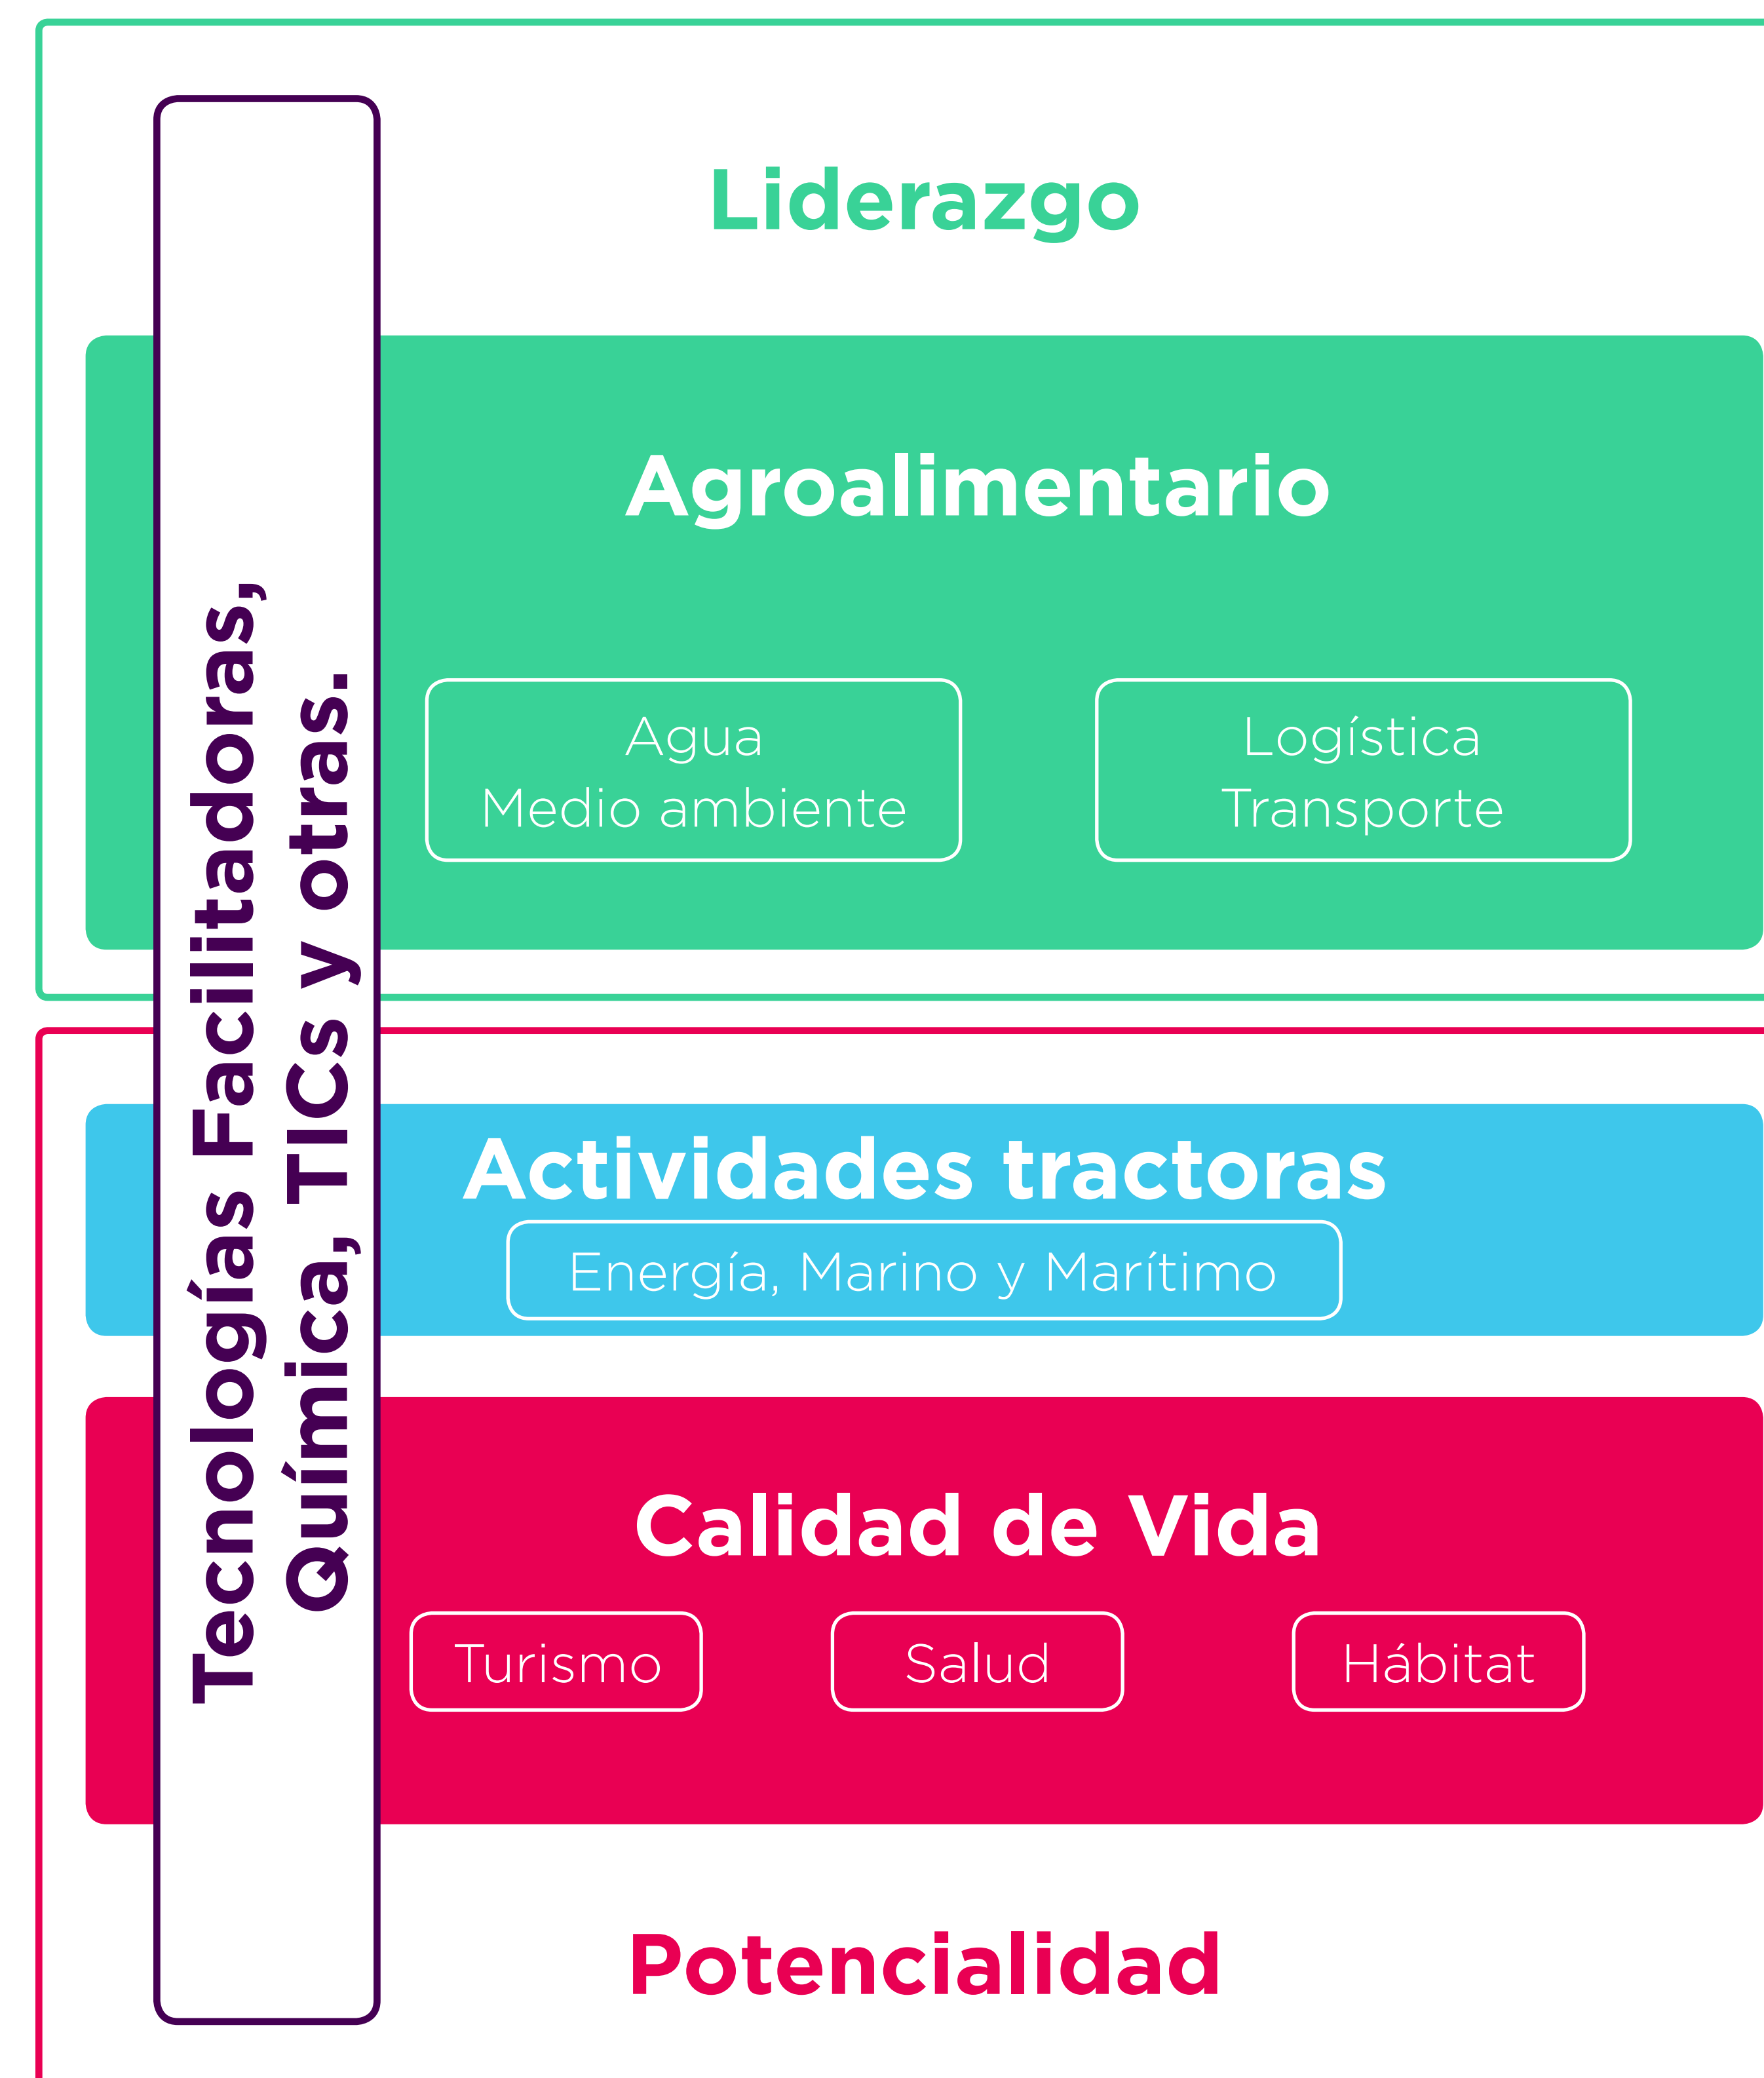 Liderazgo
Agroalimentario
Agua
Medio ambiente
Logística
Transporte
Tecnologías Facilitadoras,
Química, TICs y otras.
Actividades tractoras
Energía, Marino y Marítimo
Calidad de Vida
Turismo
Salud
Hábitat
Potencialidad